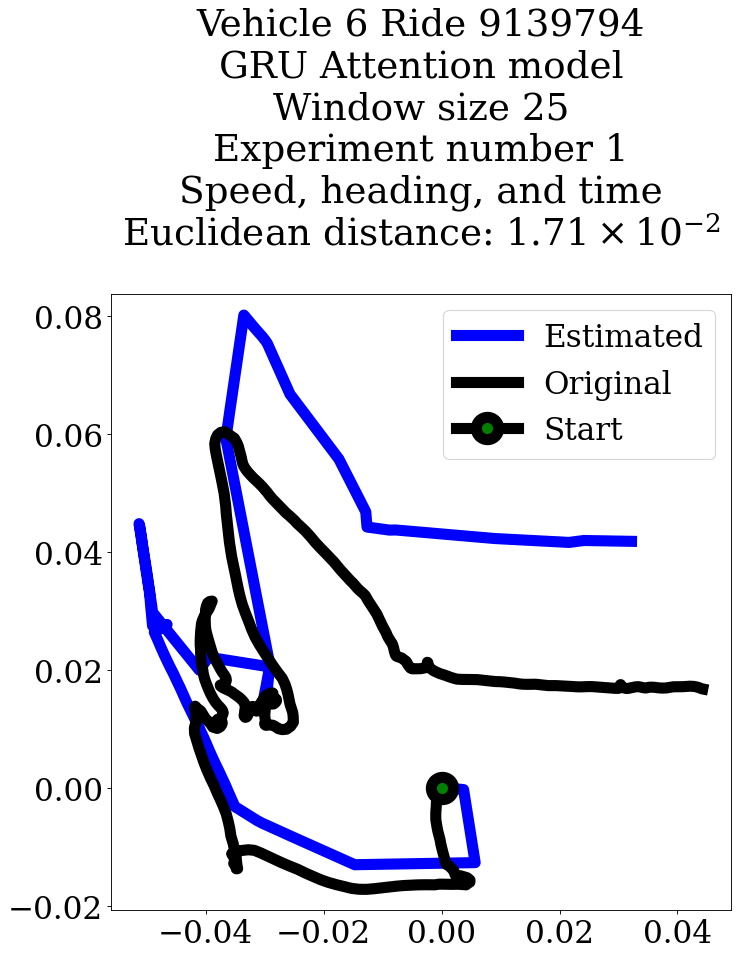 Vehicle 6 Ride 9139794
GRU Attention model
Window size 25
Experiment number 1
Speed, heading, and time
Euclidean distance: 1.71 × 10⁻²
Estimated
Original
Start
0.08
0.06
0.04
0.02
0.00
−0.02
−0.04 −0.02 0.00 0.02 0.04